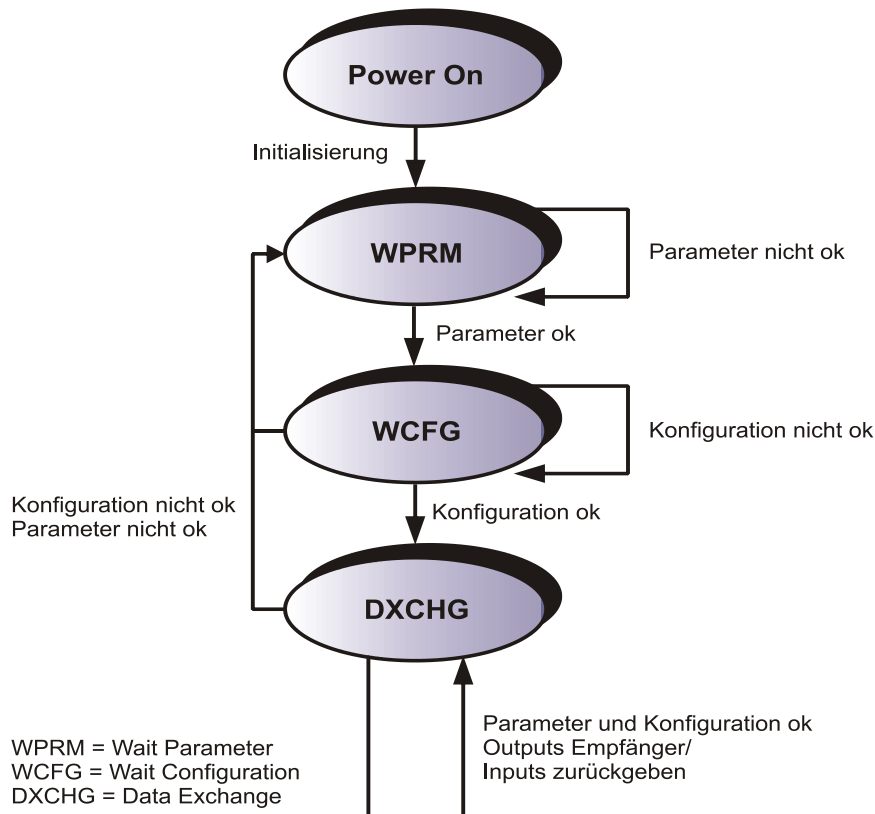 Power On
Initialisierung
WPRM
Parameter nicht ok
Parameter ok
WCFG
Konfiguration nicht ok
Konfiguration nicht ok
Parameter nicht ok
Konfiguration ok
DXCHG
WPRM = Wait Parameter
WCFG = Wait Configuration
DXCHG = Data Exchange
Parameter und Konfiguration ok
Outputs Empfänger/
Inputs zurückgeben